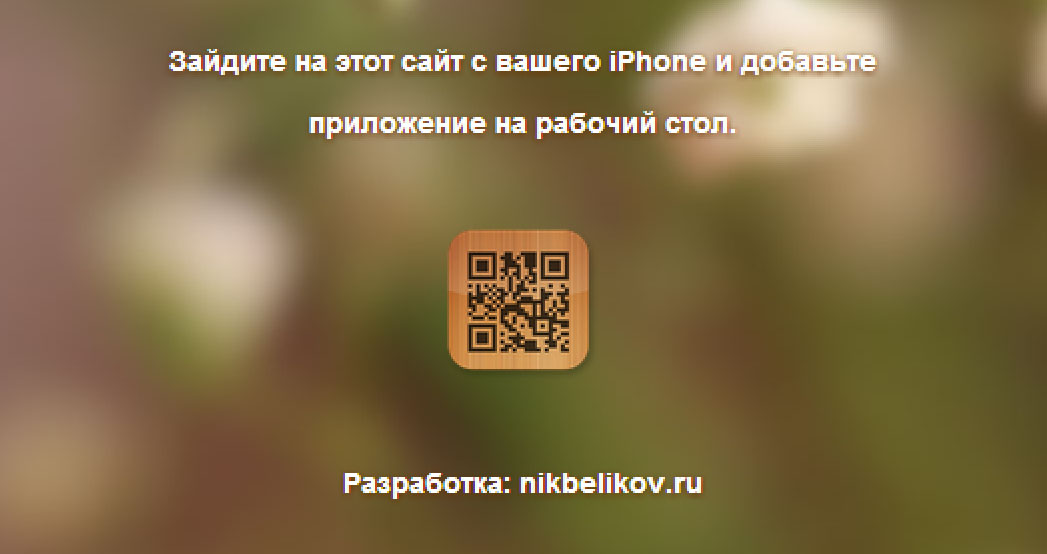 Зайдите на этот сайт с вашего iPhone и добавьте
приложение на рабочий стол.
Разработка: nikbelikov.ru